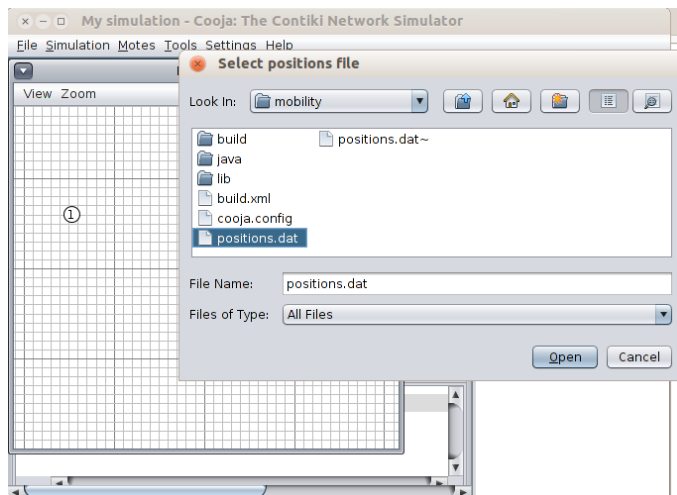 My simulation - Cooja: The Contiki Network Simulator
File Simulation Motes Tools Settings Help
Select positions file
View Zoom
Look In: mobility
build
positions.dat~
java
lib
build.xml
cooja.config
positions.dat
1
File Name: positions.dat
Files of Type: All Files
Open Cancel